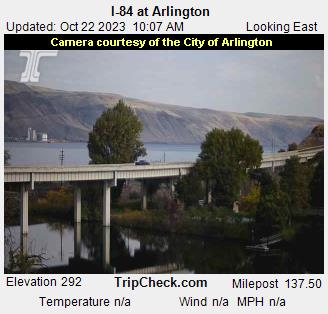 I-84 at Arlington
Updated: Oct 22 2023 10:07 AM Looking East
Camera courtesy of the City of Arlington
Elevation 292 TripCheck.com Milepost 137.50
Temperature n/a Wind n/a MPH n/a